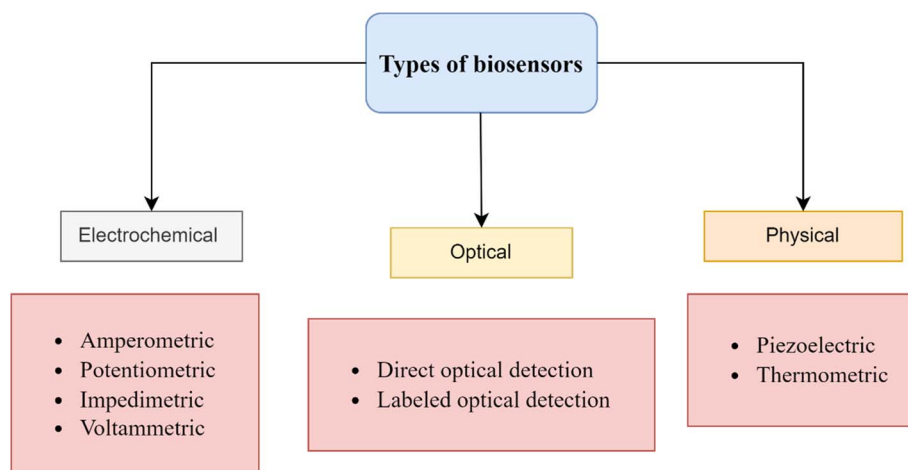 Types of biosensors
Electrochemical
Optical
Physical
• Amperometric
• Potentiometric
• Impedimetric
• Voltammetric
• Direct optical detection
• Labeled optical detection
• Piezoelectric
• Thermometric